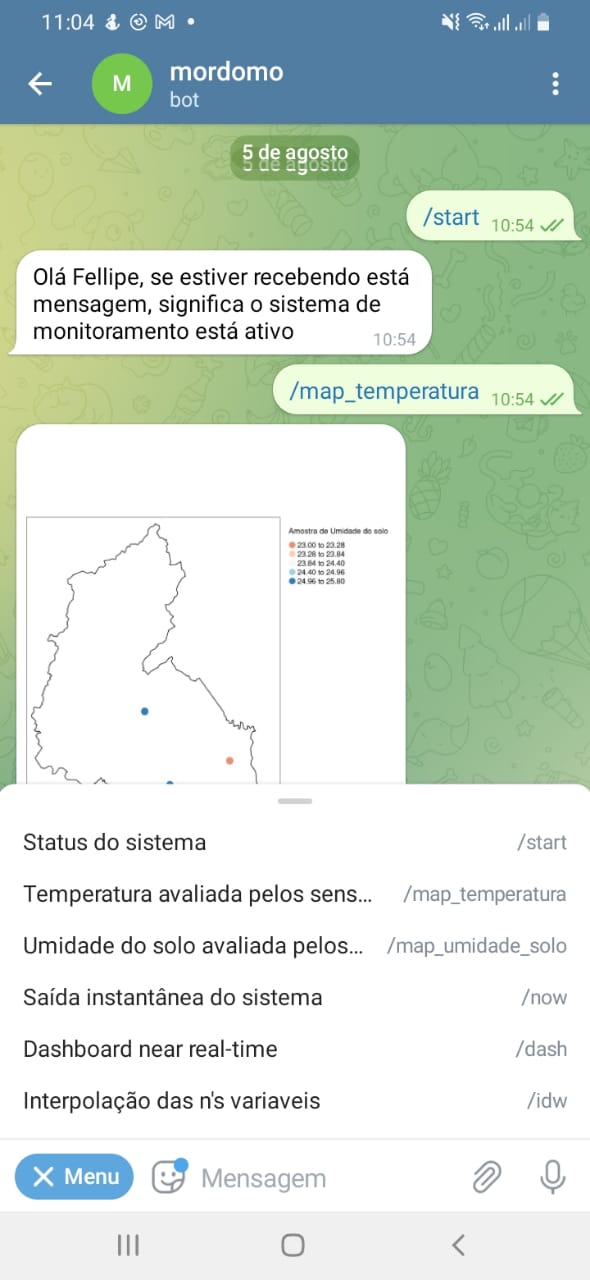 11:04
M
mordomo
bot
5 de agosto
/start 10:54
Olá Fellipe, se estiver recebendo está
mensagem, significa o sistema de
monitoramento está ativo 10:54
/map_temperatura 10:54
Amostra de Umidade do solo
23.00 to 23.28
23.28 to 23.84
23.84 to 24.40
24.40 to 24.96
24.96 to 25.80
Status do sistema /start
Temperatura avaliada pelos sens... /map_temperatura
Umidade do solo avaliada pelos... /map_umidade_solo
Saída instantânea do sistema /now
Dashboard near real-time /dash
Interpolação das n's variaveis /idw
Menu Mensagem